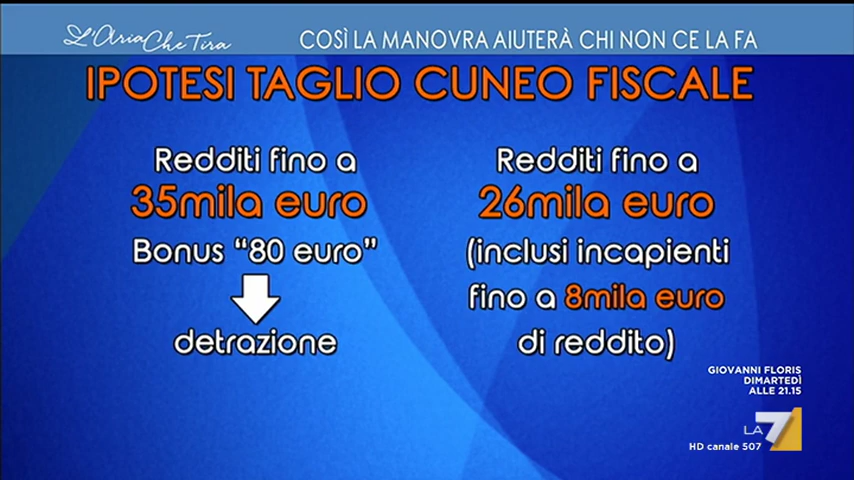 L'Aria Che Tira
COSÌ LA MANOVRA AIUTERÀ CHI NON CE LA FA
IPOTESI TAGLIO CUNEO FISCALE
Redditi fino a
35mila euro
Bonus “80 euro”
detrazione
Redditi fino a
26mila euro
(inclusi incapienti
fino a 8mila euro
di reddito)
GIOVANNI FLORIS
DIMARTEDÌ
ALLE 21.15
LA7
HD canale 507